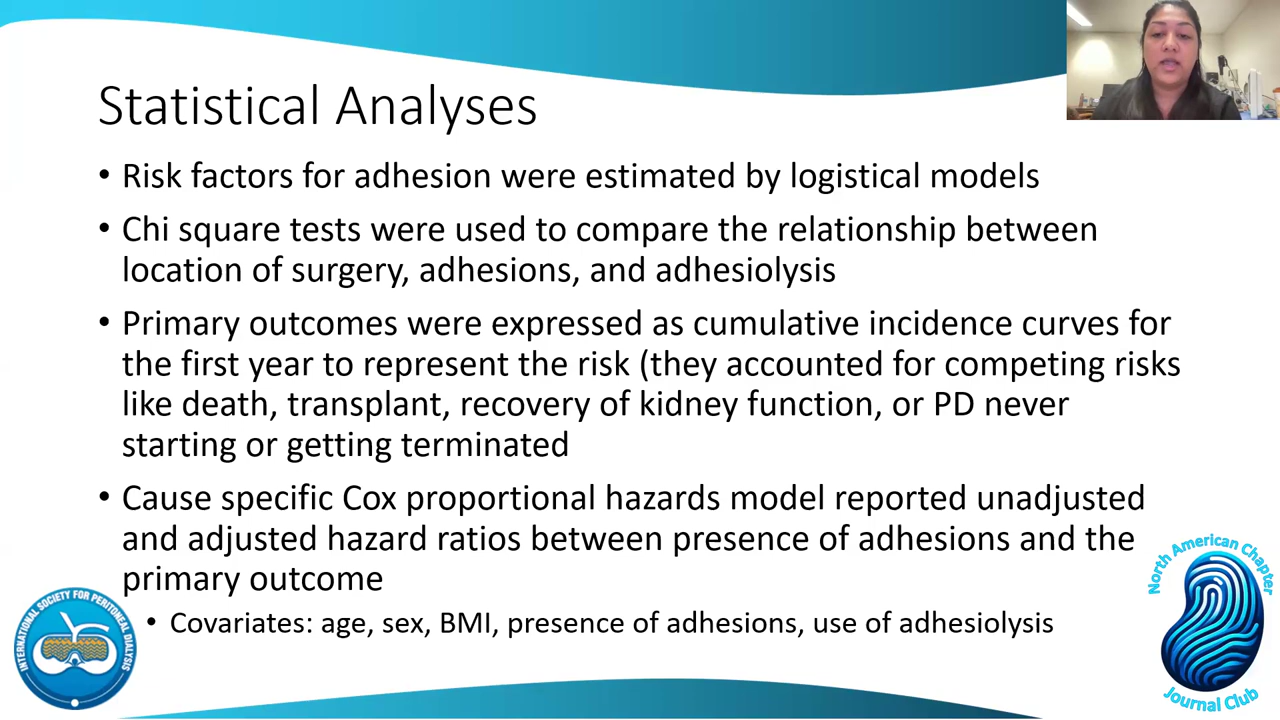 Statistical Analyses
• Risk factors for adhesion were estimated by logistical models
• Chi square tests were used to compare the relationship between
location of surgery, adhesions, and adhesiolysis
• Primary outcomes were expressed as cumulative incidence curves for
the first year to represent the risk (they accounted for competing risks
like death, transplant, recovery of kidney function, or PD never
starting or getting terminated
• Cause specific Cox proportional hazards model reported unadjusted
and adjusted hazard ratios between presence of adhesions and the
primary outcome
• Covariates: age, sex, BMI, presence of adhesions, use of adhesiolysis
INTERNATIONAL SOCIETY FOR PERITONEAL DIALYSIS
North American Chapter
Journal Club